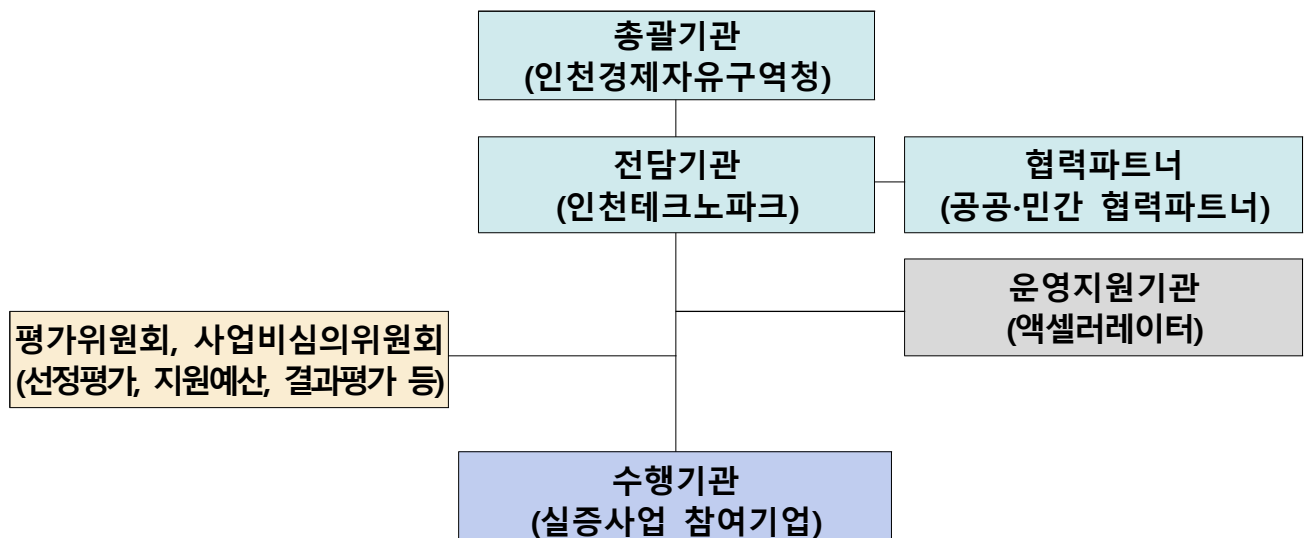 총괄기관
(인천경제자유구역청)
전담기관
(인천테크노파크)
협력파트너
(공공·민간 협력파트너)
운영지원기관
(액셀러레이터)
평가위원회, 사업비심의위원회
(선정평가, 지원예산, 결과평가 등)
수행기관
(실증사업 참여기업)